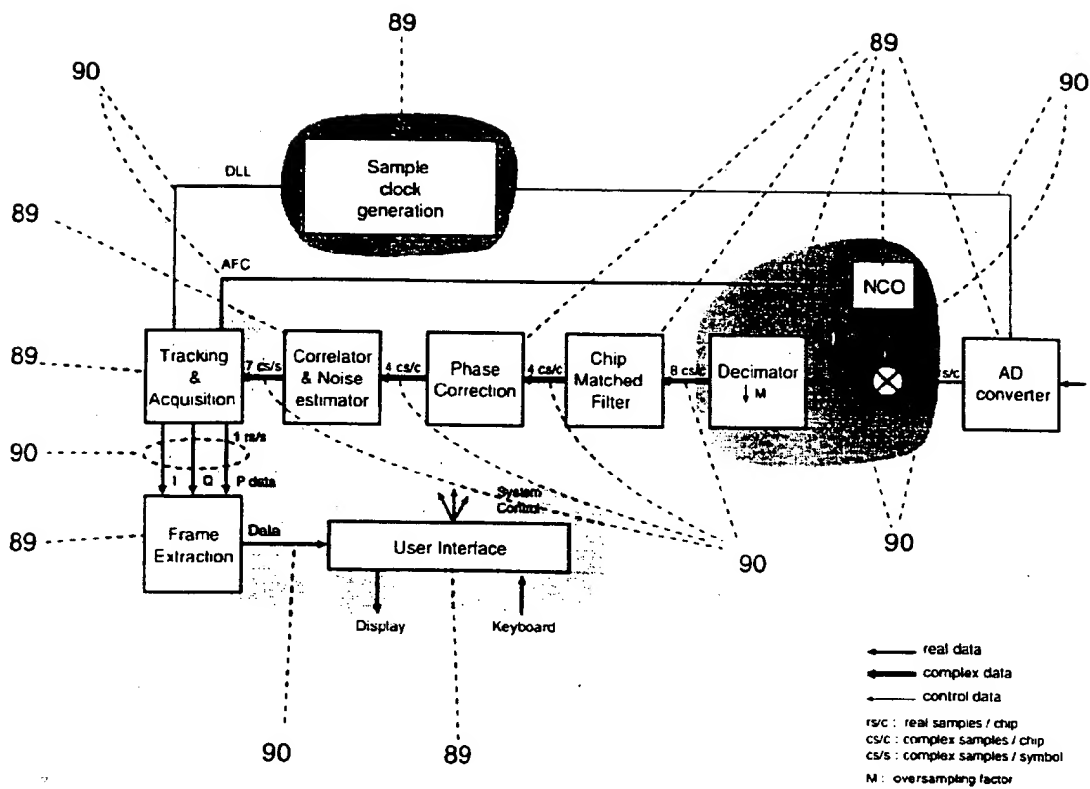 89
89
90
90
Sample
clock
generation
DLL
89
AFC
NCO
89
Tracking
&
Acquisition
7 cs/s
Correlator
& Noise
estimator
4 cs/c
Phase
Correction
4 cs/c
Chip
Matched
Filter
8 cs/c
Decimator
↓ M
s/c
AD
converter
90
1 rs/s
I
Q
P data
System
Control
89
Frame
Extraction
Data
User Interface
90
90
Display
Keyboard
90
89
real data
complex data
control data
rs/c : real samples / chip
cs/c : complex samples / chip
cs/s : complex samples / symbol
M : oversampling factor